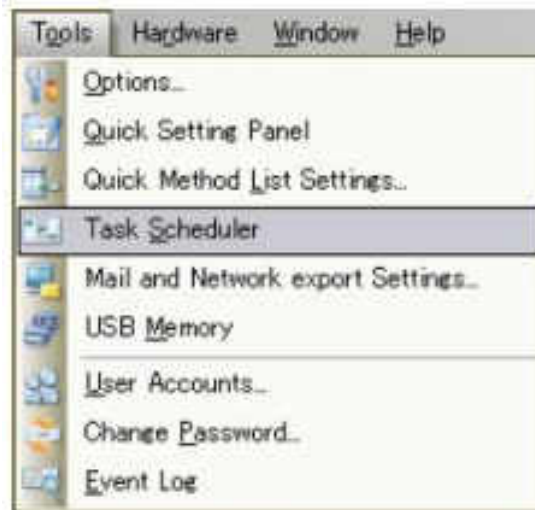 Tools Hardware Window Help
Options...
Quick Setting Panel
Quick Method List Settings...
Task Scheduler
Mail and Network export Settings...
USB Memory
User Accounts...
Change Password...
Event Log